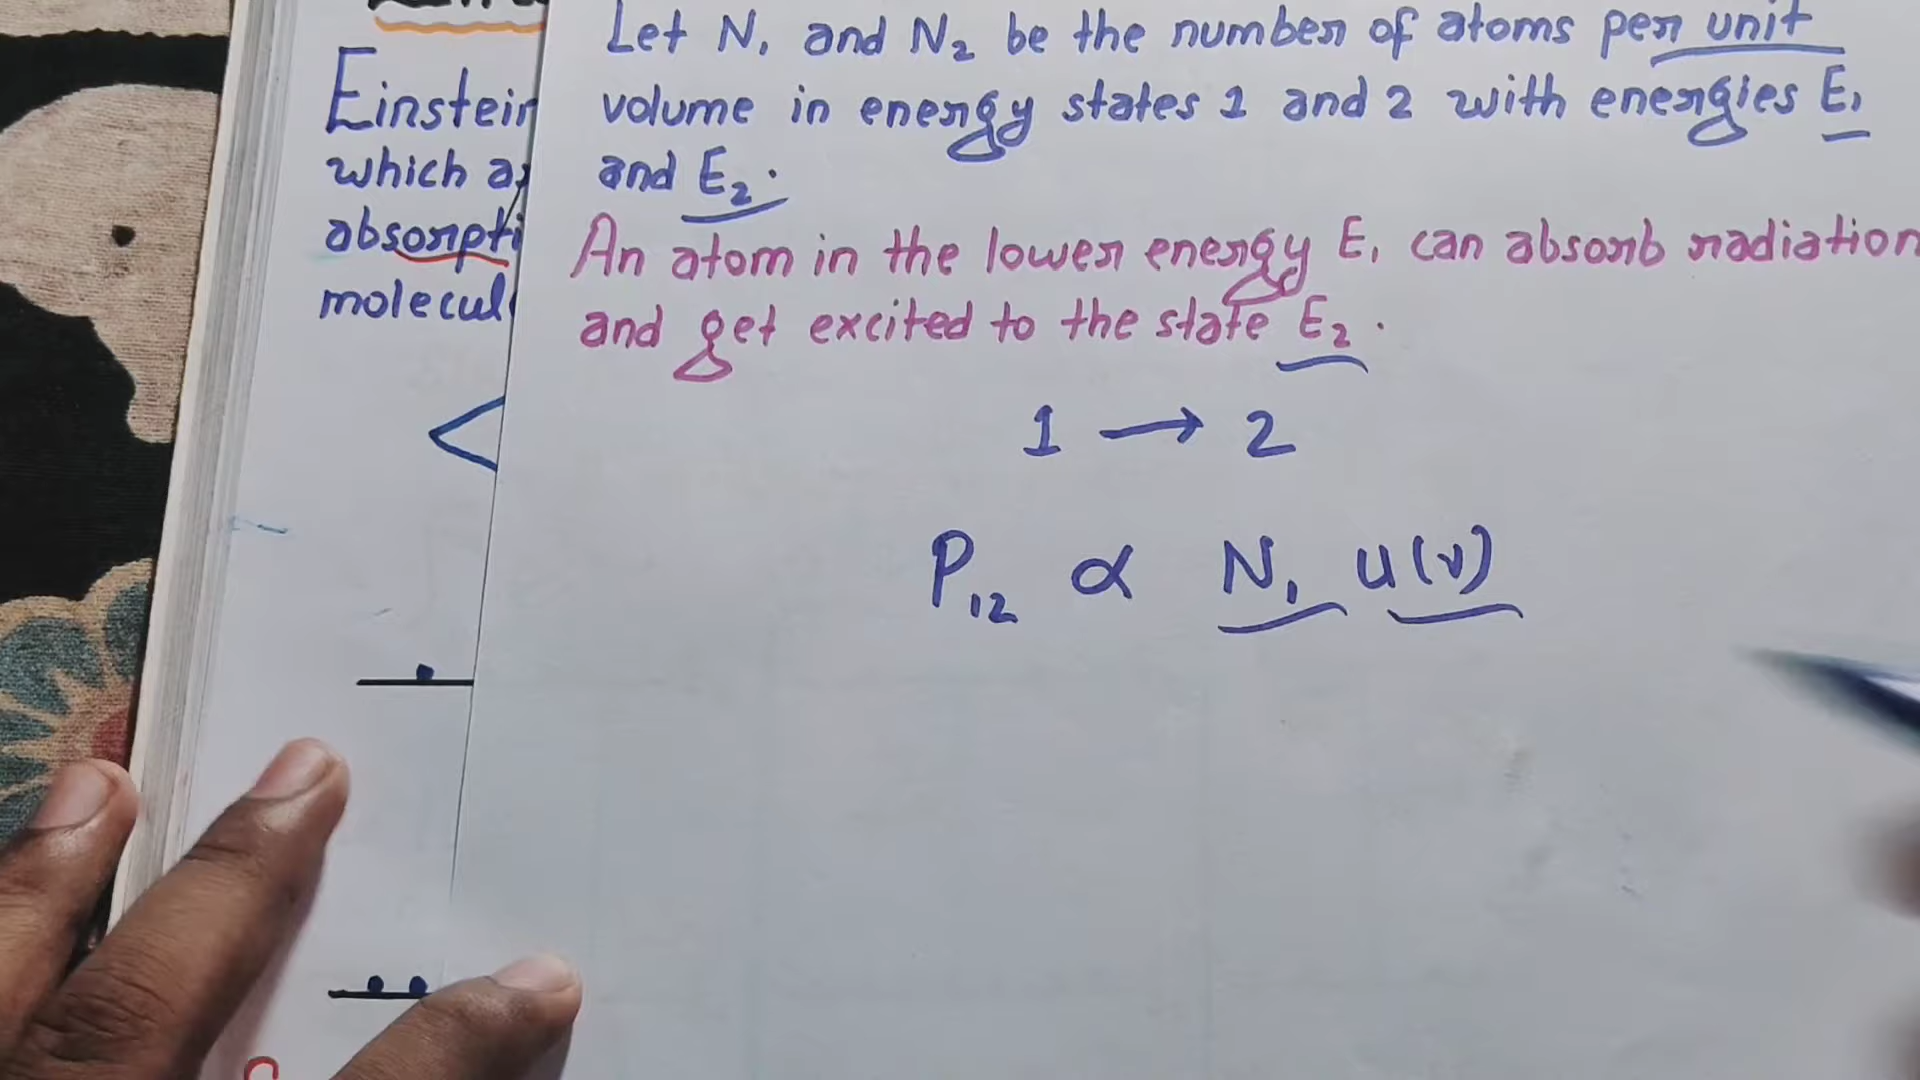 Let N₁ and N₂ be the number of atoms per unit
volume in energy states 1 and 2 with energies E₁
and E₂.
An atom in the lower energy E₁ can absorb radiation
and get excited to the state E₂.
1 → 2
P₁₂ ∝ N₁ u(ν)
Einstein
which
absorpti
molecul